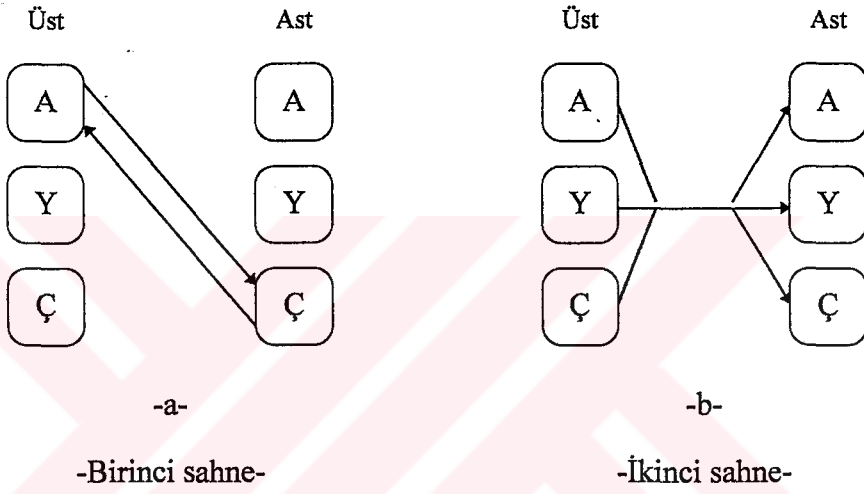 Üst Ast Üst Ast
A A A A
Y Y Y Y
Ç Ç Ç Ç
-a- -b-
-Birinci sahne- -İkinci sahne-